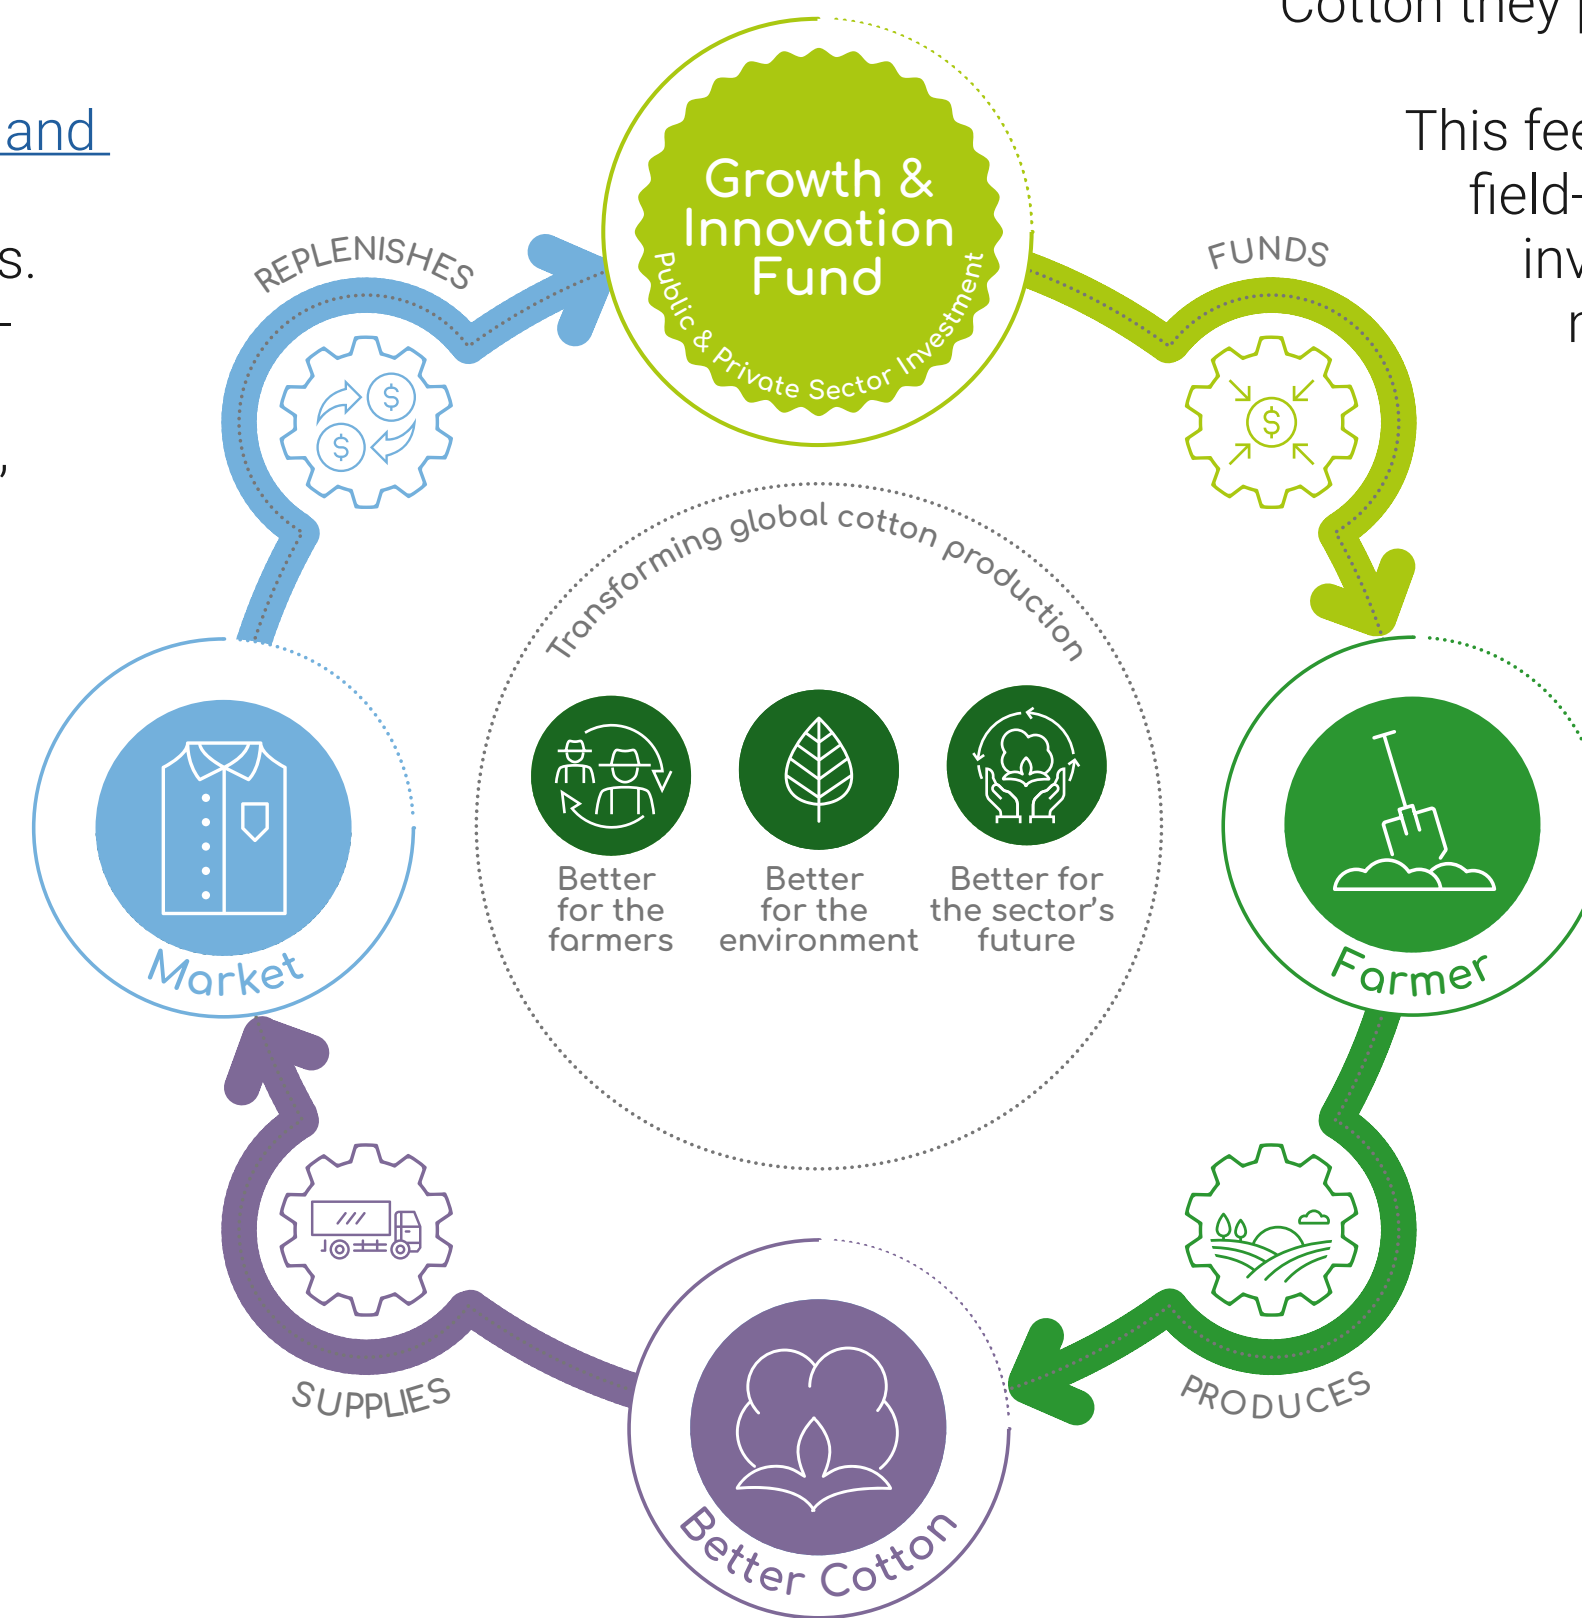 Cotton they
and
This fee
field-
s.
–
,
Growth &
Innovation
Fund
Public & Private Sector Investment
REPLENISHES
FUNDS
$
$
$
Transforming global cotton production
Better
for the
farmers
Better
for the
environment
Better for
the sector’s
future
Market
Farmer
SUPPLIES
PRODUCES
Better Cotton